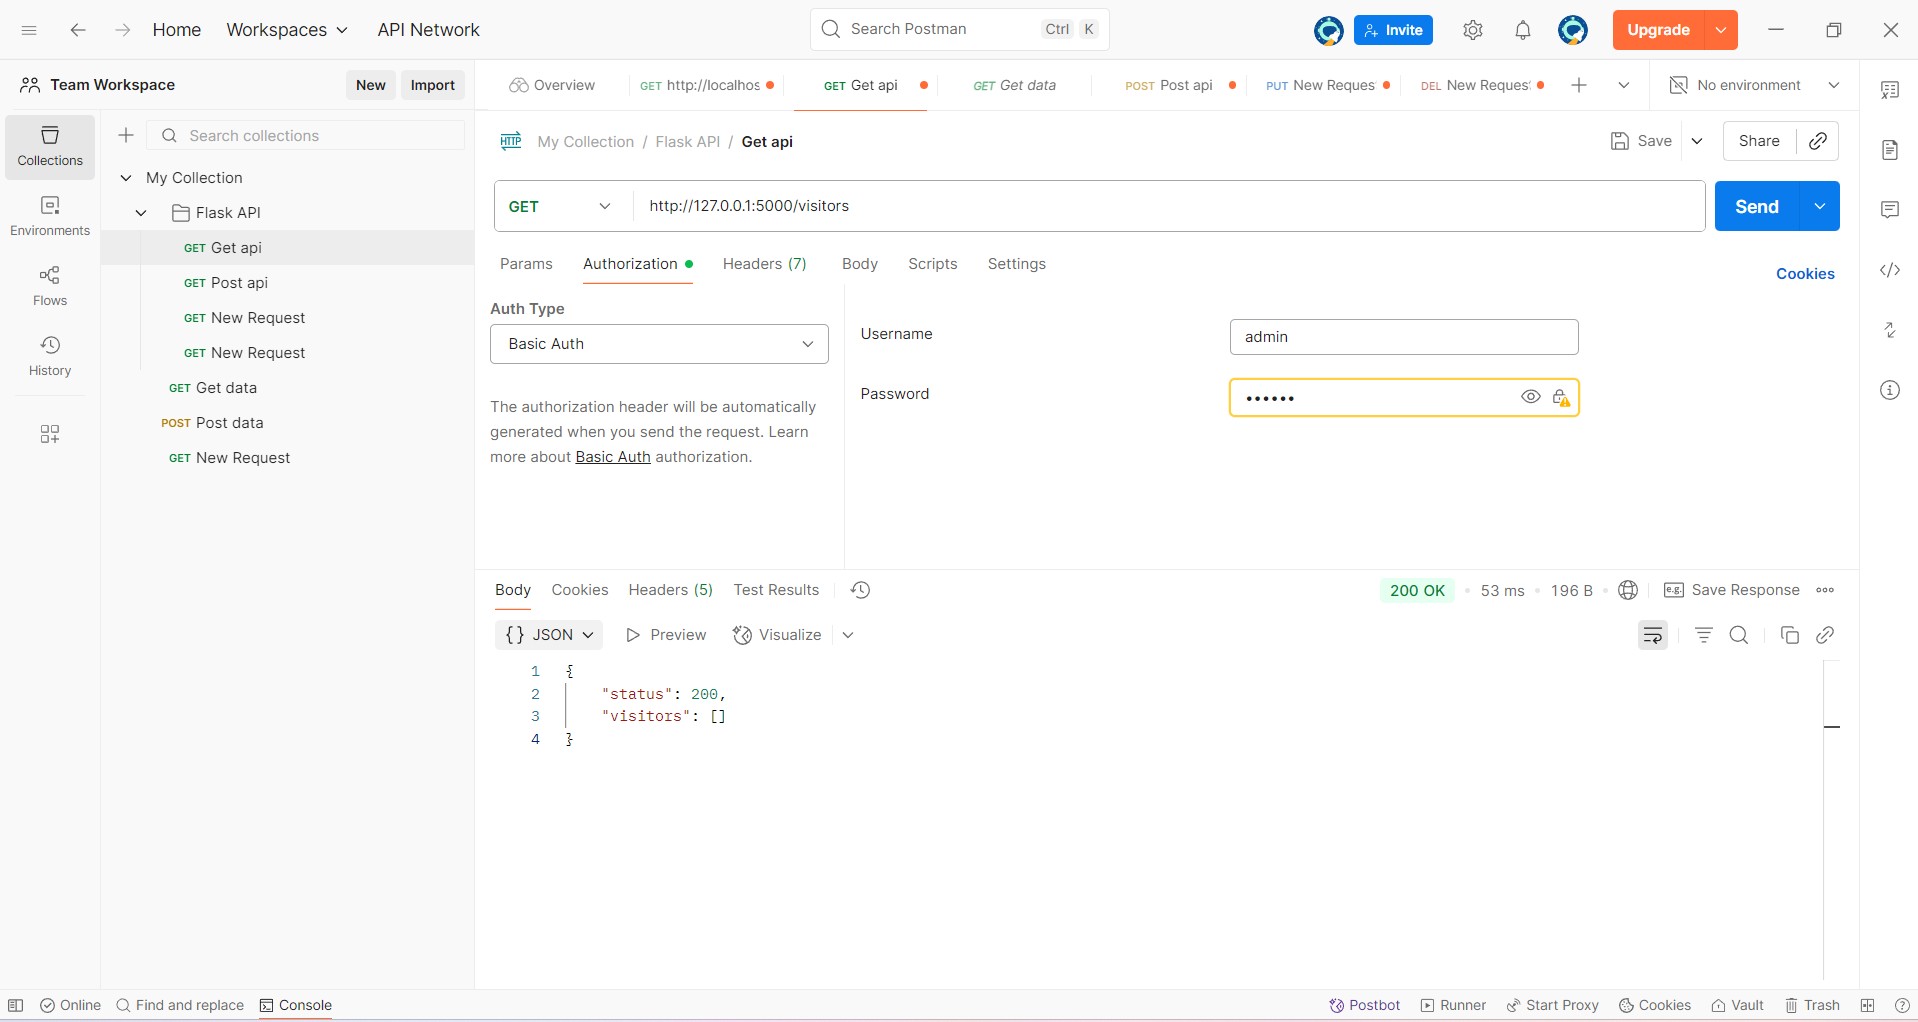 Home Workspaces API Network Search Postman Ctrl K Invite Upgrade
Team Workspace New Import
Overview GET http://localhos GET Get api GET Get data POST Post api PUT New Reques DEL New Reques No environment
Collections
Environments
Flows
History
Search collections
My Collection
Flask API
GET Get api
GET Post api
GET New Request
GET New Request
GET Get data
POST Post data
GET New Request
HTTP My Collection / Flask API / Get api Save Share
GET http://127.0.0.1:5000/visitors Send
Params Authorization Headers (7) Body Scripts Settings Cookies
Auth Type
Basic Auth
The authorization header will be automatically
generated when you send the request. Learn
more about Basic Auth authorization.
Username admin
Password ••••••
Body Cookies Headers (5) Test Results 200 OK • 53 ms • 196 B • e.g. Save Response
{} JSON Preview Visualize
1 {
2 "status": 200,
3 "visitors": []
4 }
Online Find and replace Console Postbot Runner Start Proxy Cookies Vault Trash